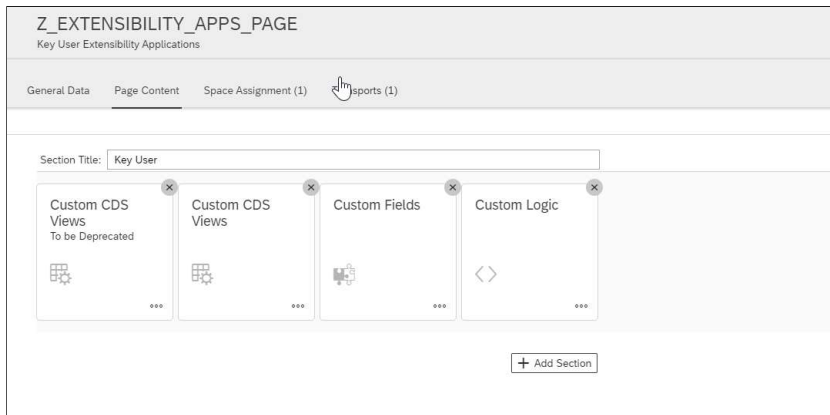 Z_EXTENSIBILITY_APPS_PAGE
Key User Extensibility Applications
General Data Page Content Space Assignment (1) sports (1)
Section Title: Key User
Custom CDS Views
To be Deprecated
Custom CDS Views
Custom Fields
Custom Logic
+ Add Section